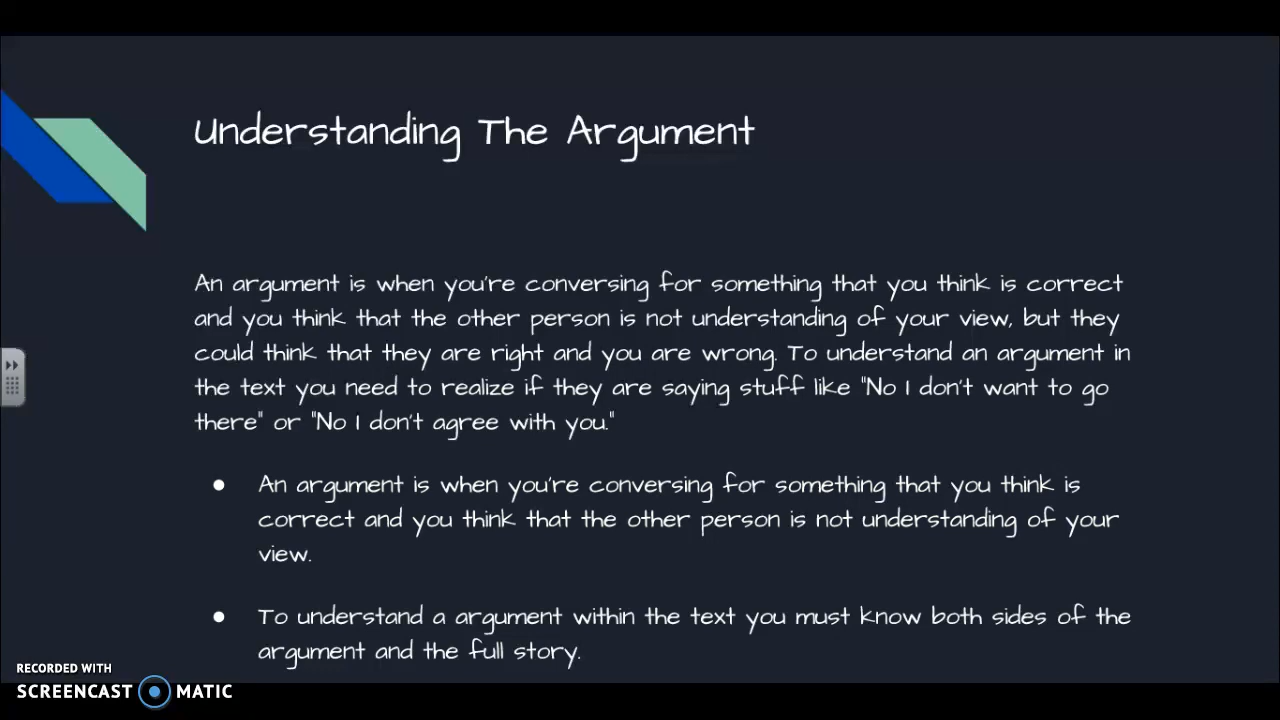 Understanding The Argument
An argument is when you're conversing for something that you think is correct
and you think that the other person is not understanding of your view, but they
could think that they are right and you are wrong. To understand an argument in
the text you need to realize if they are saying stuff like "No I don't want to go
there" or "No I don't agree with you."
● An argument is when you're conversing for something that you think is
correct and you think that the other person is not understanding of your
view.
● To understand a argument within the text you must know both sides of the
argument and the full story.
RECORDED WITH
SCREENCAST MATIC